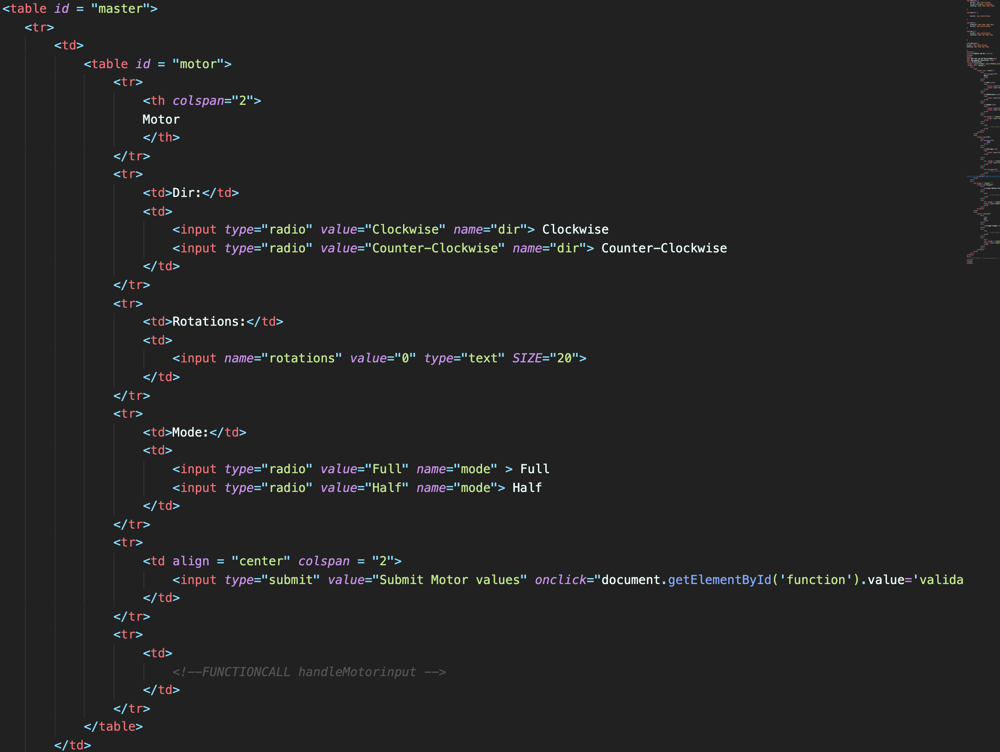 <table id = "master">
<tr>
<td>
<table id = "motor">
<tr>
<th colspan="2">
Motor
</th>
</tr>
<tr>
<td>Dir:</td>
<td>
<input type="radio" value="Clockwise" name="dir"> Clockwise
<input type="radio" value="Counter-Clockwise" name="dir"> Counter-Clockwise
</td>
</tr>
<tr>
<td>Rotations:</td>
<td>
<input name="rotations" value="0" type="text" SIZE="20">
</td>
</tr>
<tr>
<td>Mode:</td>
<td>
<input type="radio" value="Full" name="mode" > Full
<input type="radio" value="Half" name="mode"> Half
</td>
</tr>
<tr>
<td align = "center" colspan = "2">
<input type="submit" value="Submit Motor values" onclick="document.getElementById('function').value='valida
</td>
</tr>
<tr>
<td>
<!--FUNCTIONCALL handleMotorinput -->
</td>
</tr>
</table>
</td>